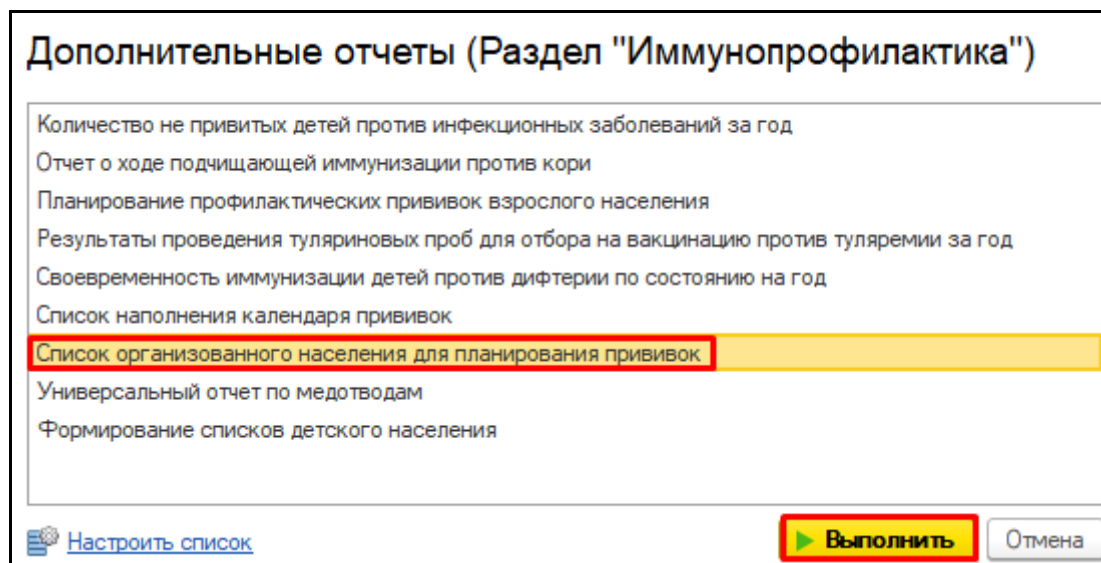 Дополнительные отчеты (Раздел "Иммунопрофилактика")
Количество не привитых детей против инфекционных заболеваний за год
Отчет о ходе подчищающей иммунизации против кори
Планирование профилактических прививок взрослого населения
Результаты проведения туляриновых проб для отбора на вакцинацию против туляремии за год
Своевременность иммунизации детей против дифтерии по состоянию на год
Список наполнения календаря прививок
Список организованного населения для планирования прививок
Универсальный отчет по медотводам
Формирование списков детского населения
Настроить список Выполнить Отмена